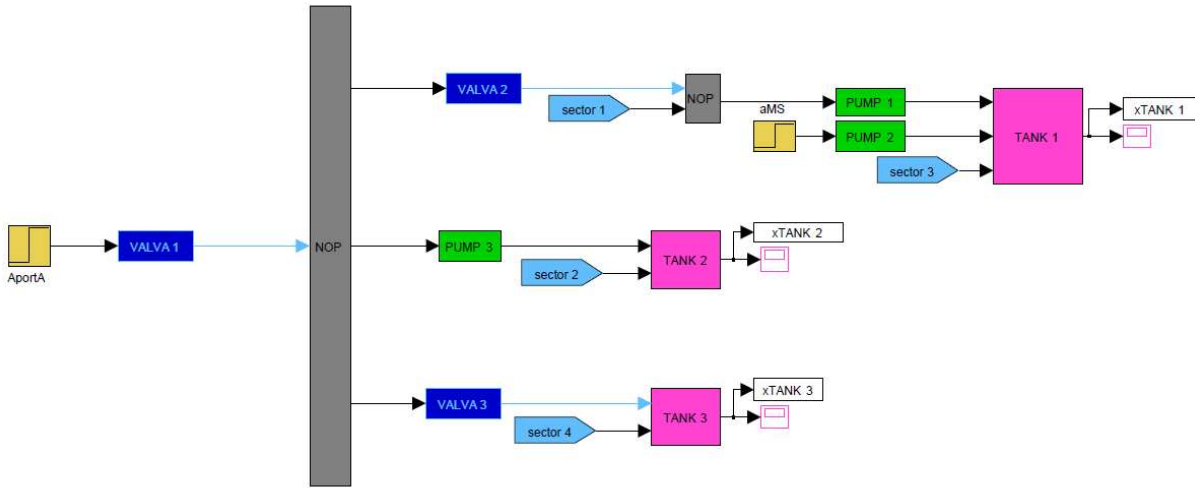 VALVA 2
sector 1
NOP
aMS
PUMP 1
PUMP 2
sector 3
TANK 1
xTANK 1
AportA
VALVA 1
NOP
PUMP 3
sector 2
TANK 2
xTANK 2
VALVA 3
sector 4
TANK 3
xTANK 3